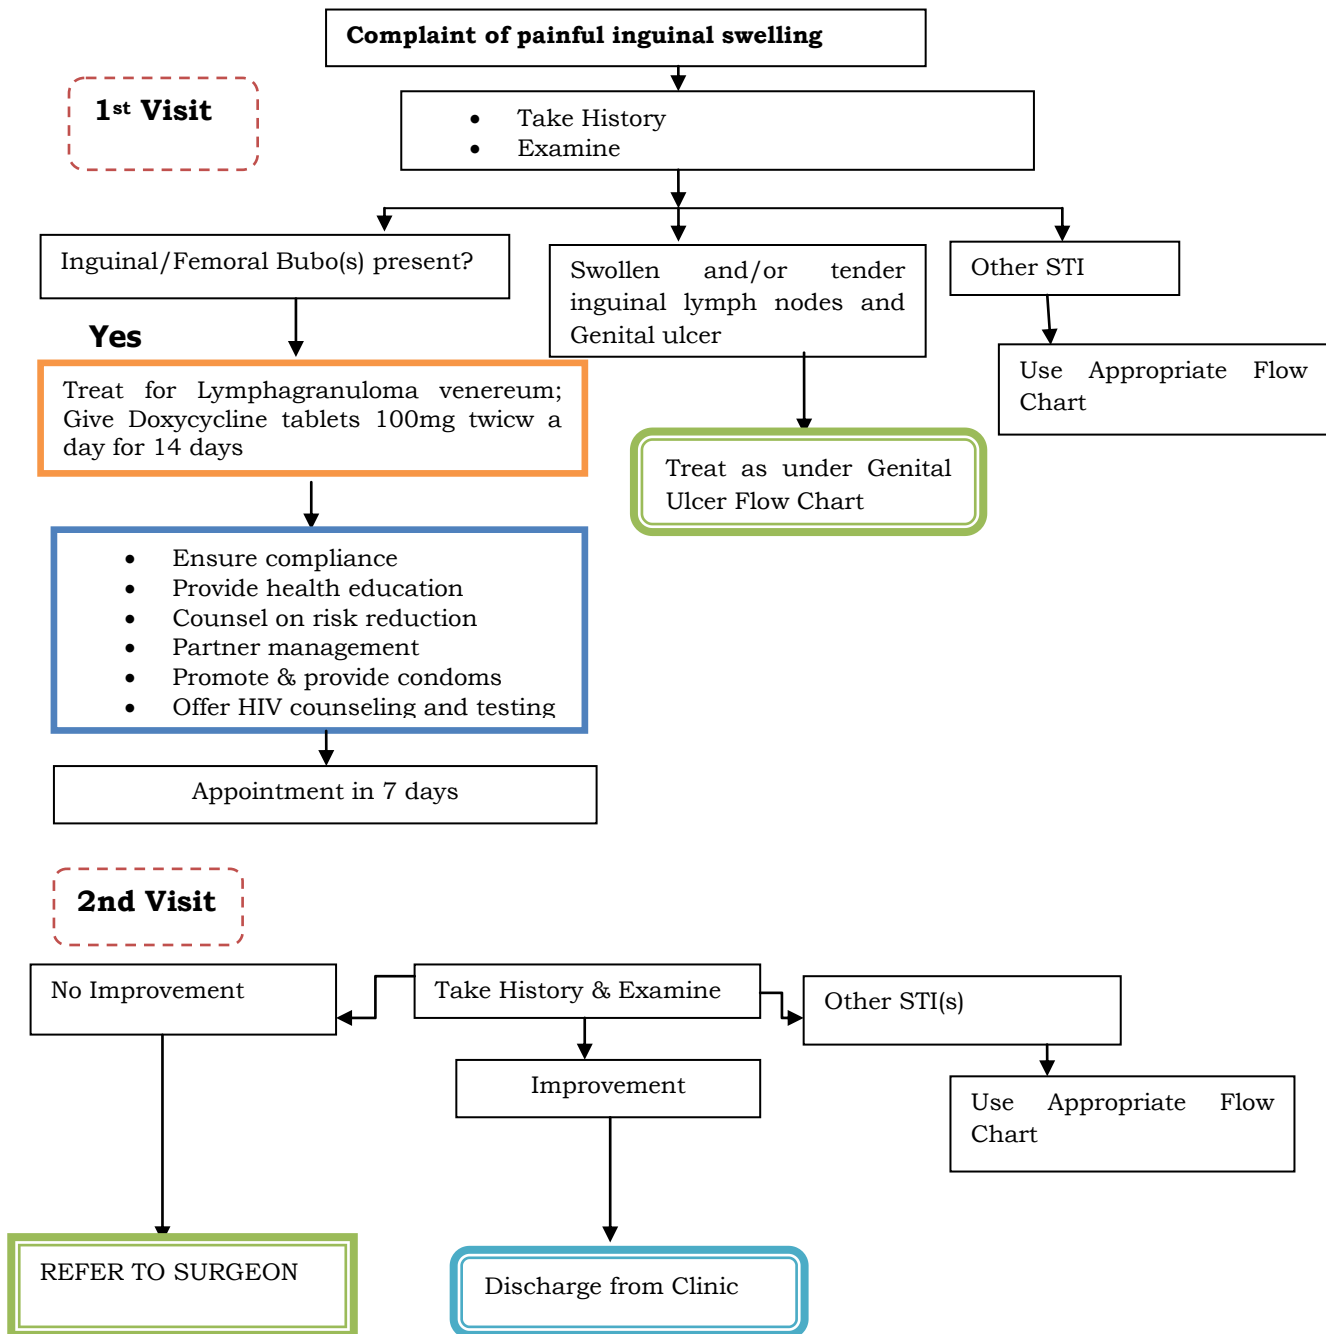 Complaint of painful inguinal swelling
1st Visit
• Take History
• Examine
Inguinal/Femoral Bubo(s) present?
Swollen and/or tender
inguinal lymph nodes and
Genital ulcer
Other STI
Yes
Use Appropriate Flow
Chart
Treat for Lymphagranuloma venereum;
Give Doxycycline tablets 100mg twicw a
day for 14 days
Treat as under Genital
Ulcer Flow Chart
• Ensure compliance
• Provide health education
• Counsel on risk reduction
• Partner management
• Promote & provide condoms
• Offer HIV counseling and testing
Appointment in 7 days
2nd Visit
No Improvement
Take History & Examine
Other STI(s)
Improvement
Use Appropriate Flow
Chart
REFER TO SURGEON
Discharge from Clinic